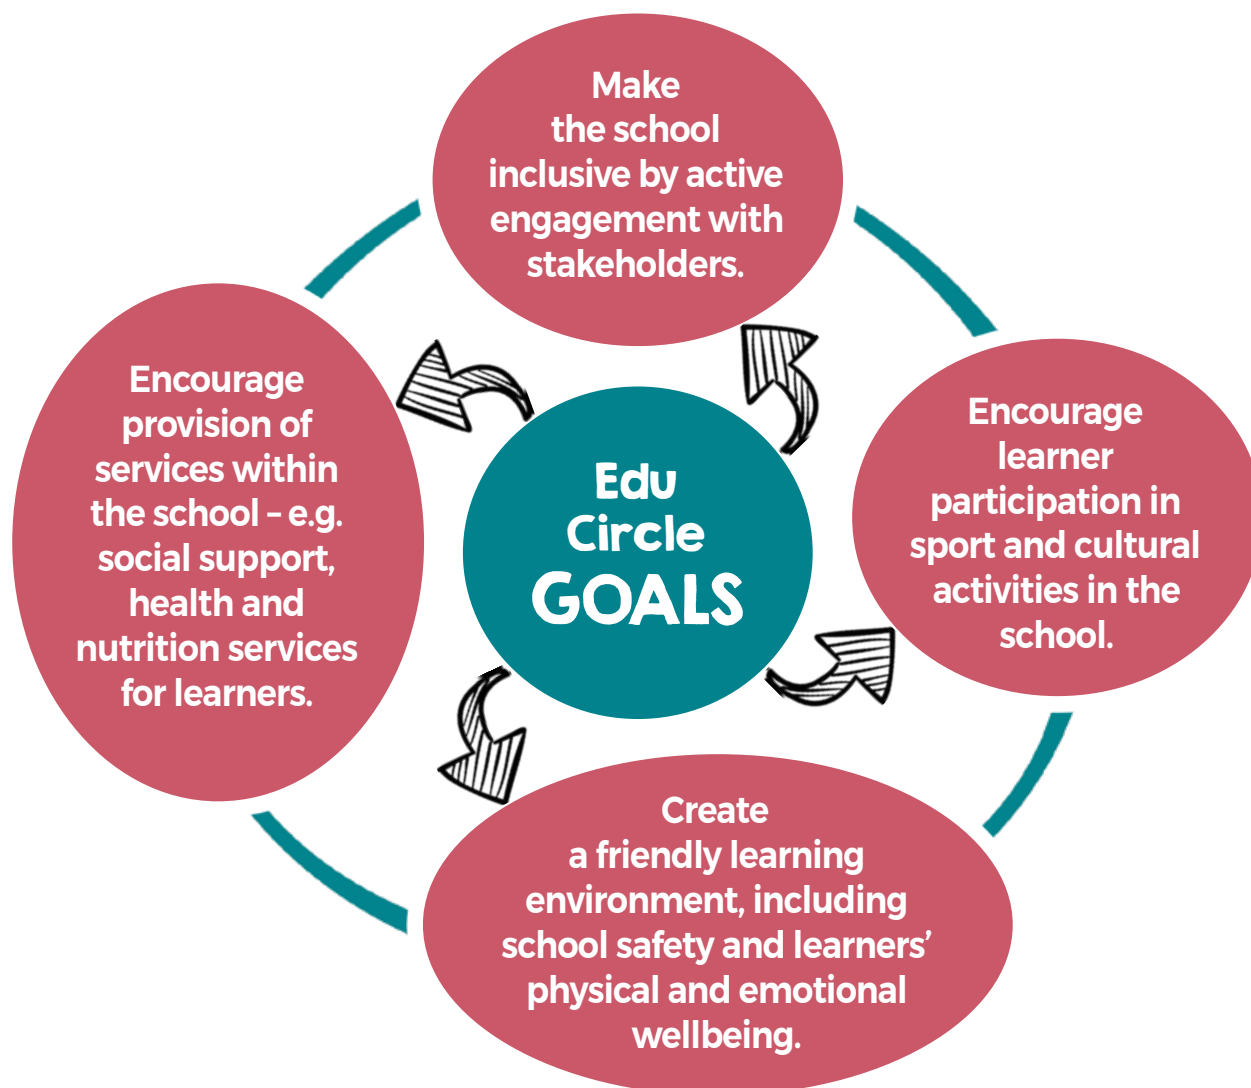 Make
the school
inclusive by active
engagement with
stakeholders.
Encourage
provision of
services within
the school – e.g.
social support,
health and
nutrition services
for learners.
Edu
Circle
GOALS
Encourage
learner
participation in
sport and cultural
activities in the
school.
Create
a friendly learning
environment, including
school safety and learners’
physical and emotional
wellbeing.